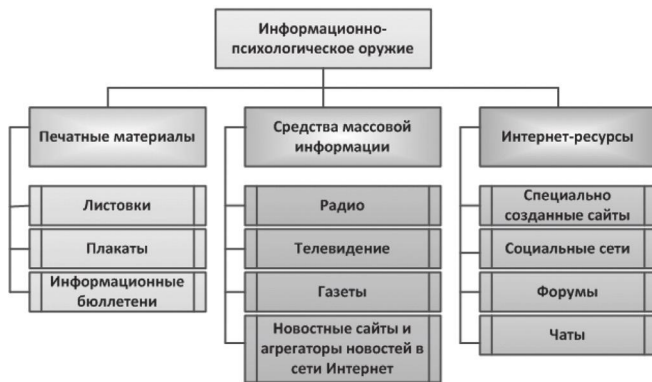 Информационно-
психологическое оружие
Печатные материалы
Листовки
Плакаты
Информационные
бюллетени
Средства массовой
информации
Радио
Телевидение
Газеты
Новостные сайты и
агрегаторы новостей в
сети Интернет
Интернет-ресурсы
Специально
созданные сайты
Социальные сети
Форумы
Чаты